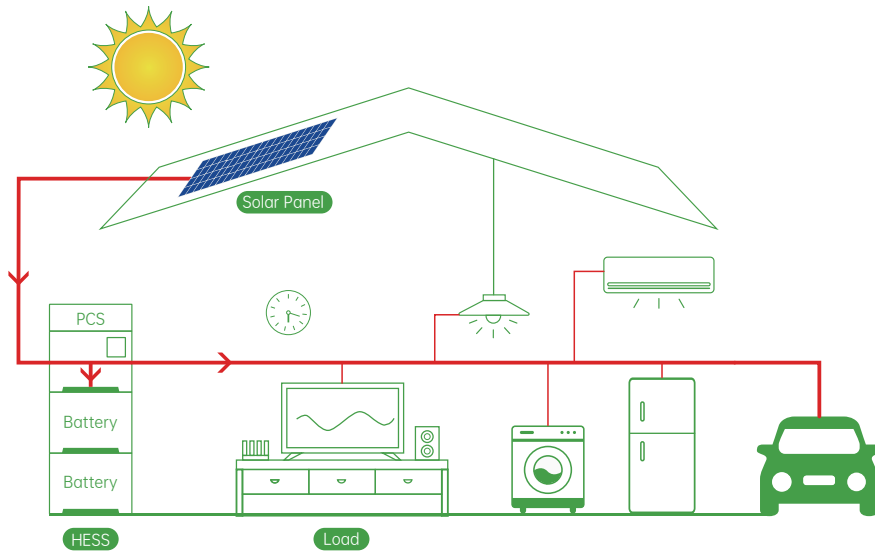 Solar Panel
PCS
Battery
Battery
HESS
Load